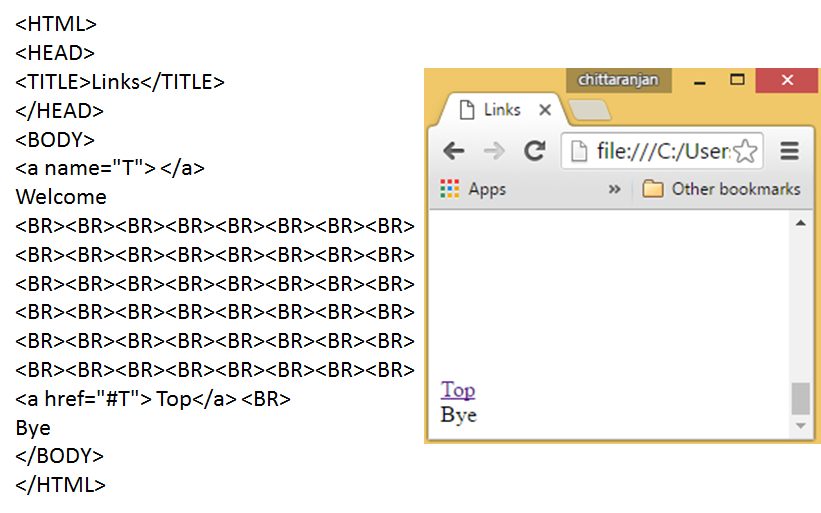 <HTML>
<HEAD>
<TITLE>Links</TITLE>
</HEAD>
<BODY>
<a name="T"> </a>
Welcome
<BR><BR><BR><BR><BR><BR><BR><BR>
<BR><BR><BR><BR><BR><BR><BR><BR>
<BR><BR><BR><BR><BR><BR><BR><BR>
<BR><BR><BR><BR><BR><BR><BR><BR>
<BR><BR><BR><BR><BR><BR><BR><BR>
<BR><BR><BR><BR><BR><BR><BR><BR>
<a href="#T"> Top</a> <BR>
Bye
</BODY>
</HTML>
chittaranjan
Links
file:///C:/User
Apps » Other bookmarks
Top
Bye